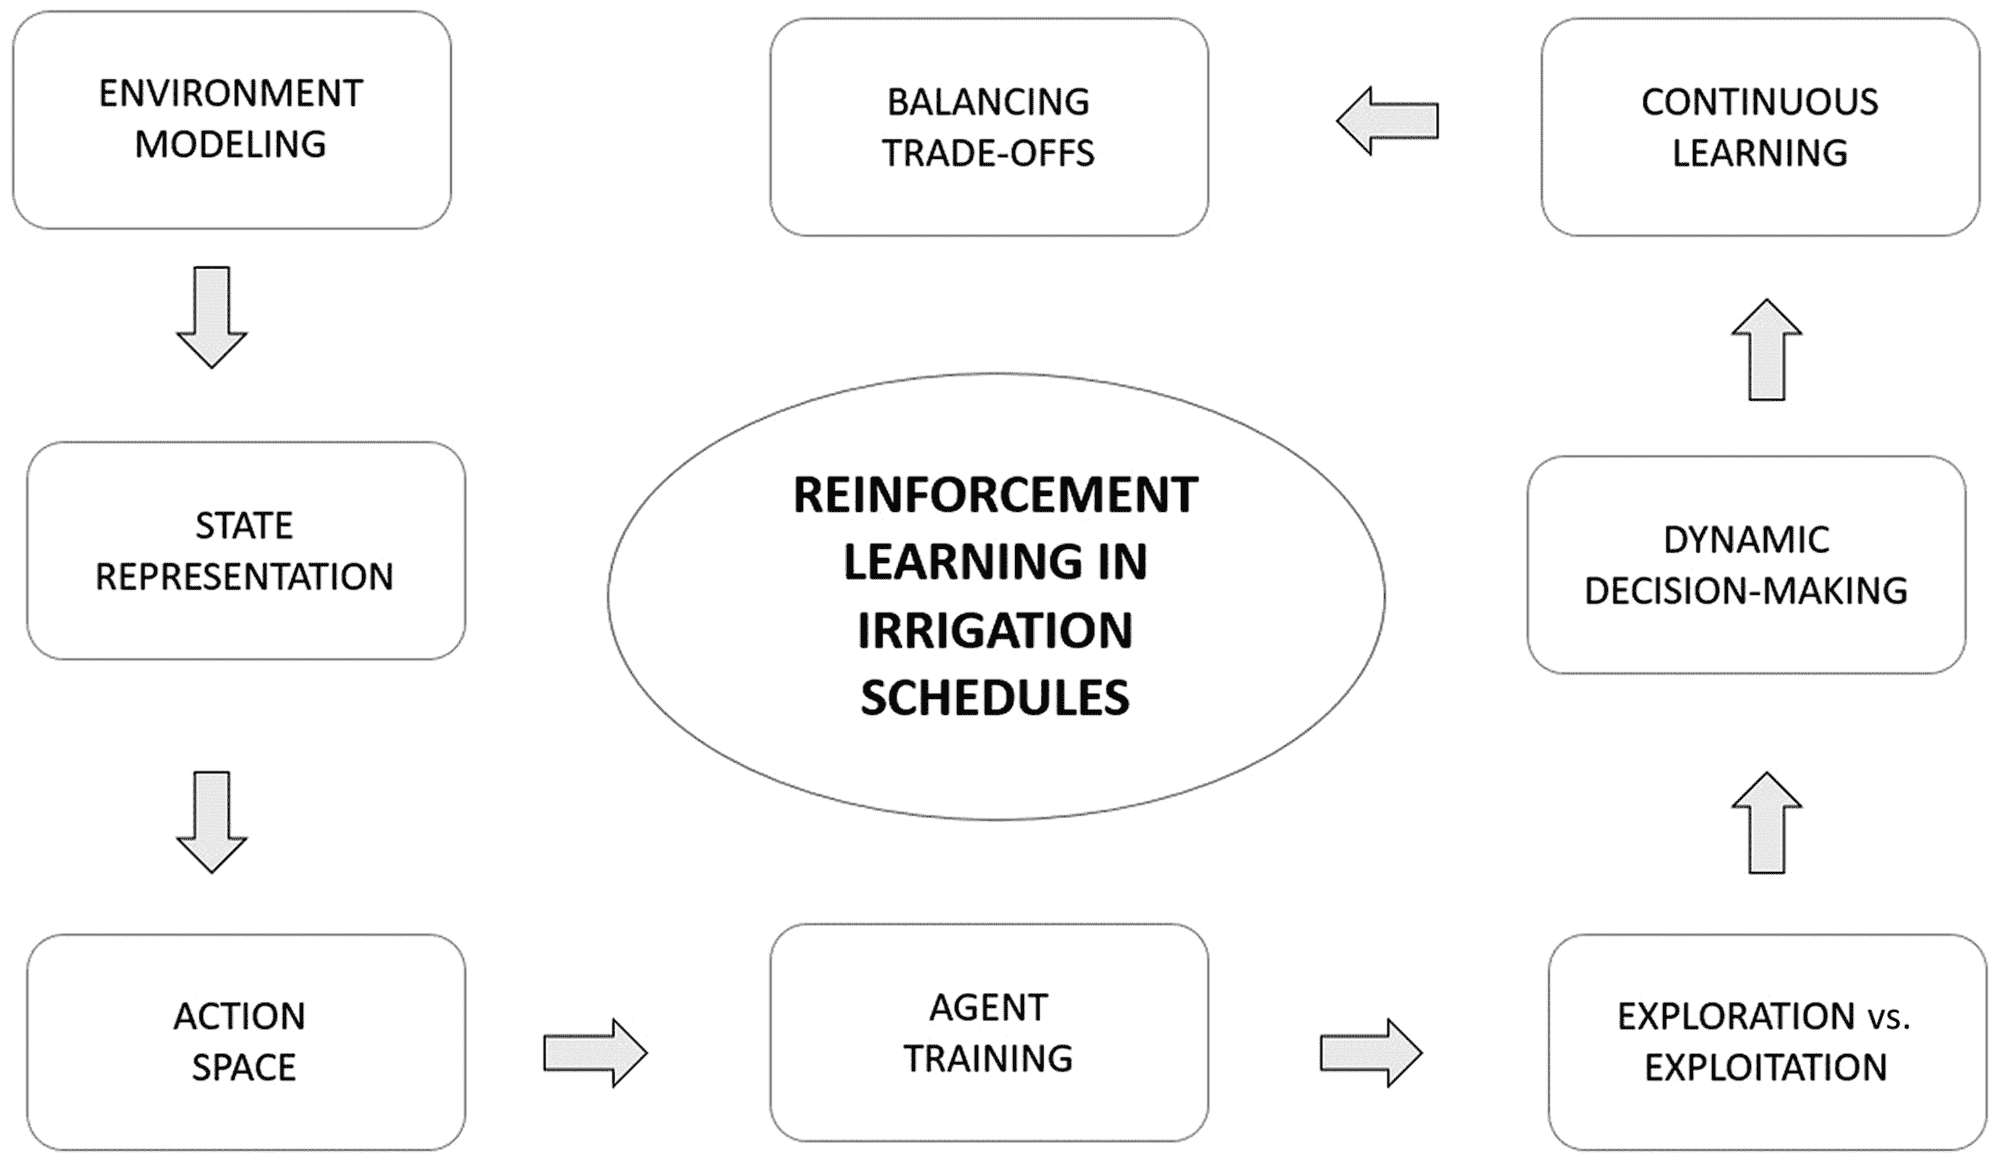 ENVIRONMENT
MODELING
BALANCING
TRADE-OFFS
CONTINUOUS
LEARNING
STATE
REPRESENTATION
REINFORCEMENT
LEARNING IN
IRRIGATION
SCHEDULES
DYNAMIC
DECISION-MAKING
ACTION
SPACE
AGENT
TRAINING
EXPLORATION vs.
EXPLOITATION